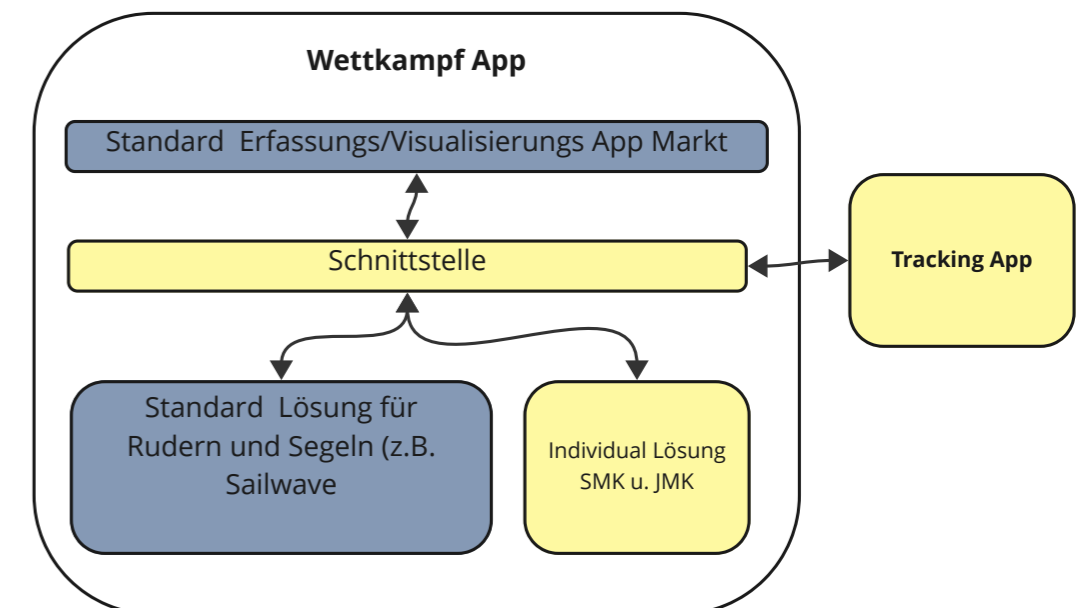 Wettkampf App
Standard Erfassungs/Visualisierungs App Markt
Schnittstelle
Tracking App
Standard Lösung für
Rudern und Segeln (z.B.
Sailwave
Individual Lösung
SMK u. JMK